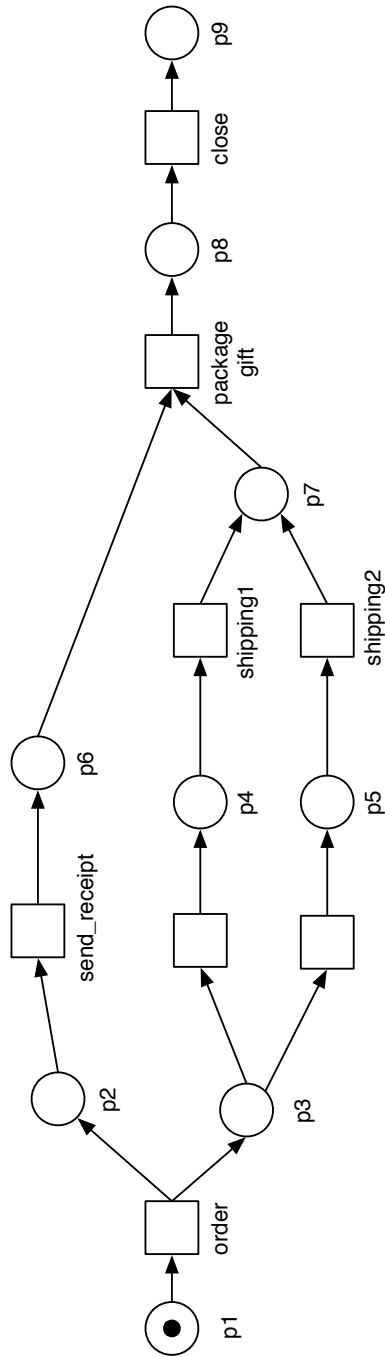 p1
order
p2
p3
send_receipt
p6
p4
p5
shipping1
shipping2
p7
package
gift
p8
close
p9